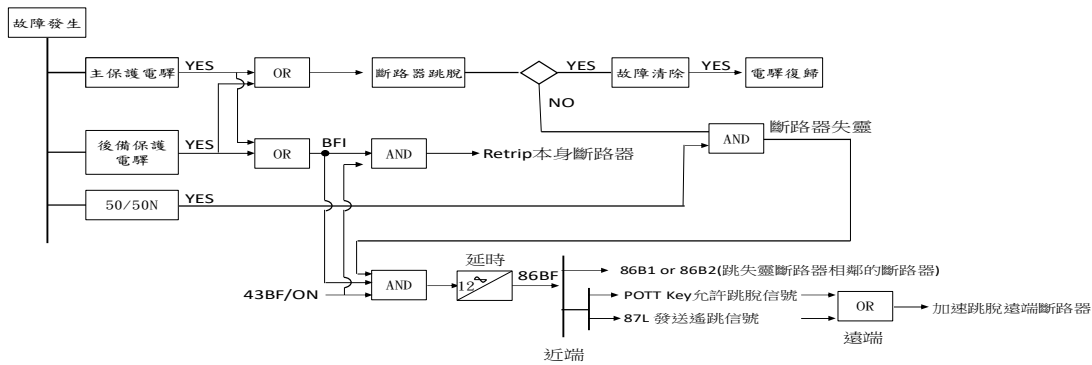 故障發生
主保護電驛
YES
OR
斷路器跳脫
YES
故障清除
YES
電驛復歸
NO
後備保護
電驛
YES
OR
BFI
AND
Retrip本身斷路器
AND
斷路器失靈
50/50N
YES
43BF/ON
AND
延時
12
86BF
86B1 or 86B2(跳失靈斷路器相鄰的斷路器)
POTT Key允許跳脫信號
87L 發送遙跳信號
OR
加速跳脫遠端斷路器
近端
遠端